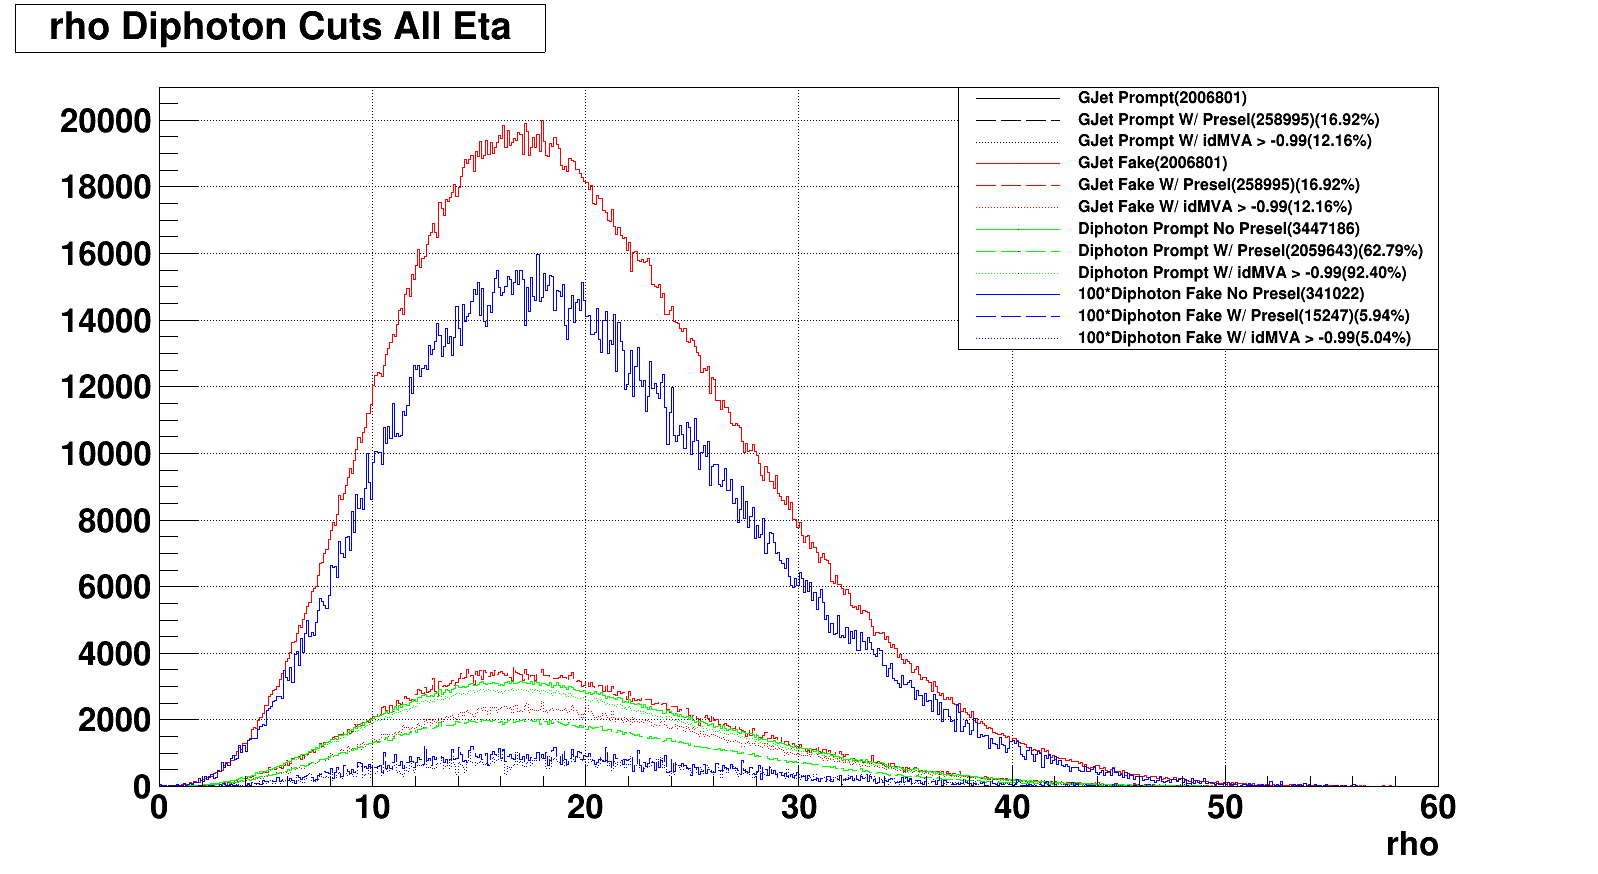 rho Diphoton Cuts All Eta
GJet Prompt(2006801)
GJet Prompt W/ Presel(258995)(16.92%)
GJet Prompt W/ idMVA > -0.99(12.16%)
GJet Fake(2006801)
GJet Fake W/ Presel(258995)(16.92%)
GJet Fake W/ idMVA > -0.99(12.16%)
Diphoton Prompt No Presel(3447186)
Diphoton Prompt W/ Presel(2059643)(62.79%)
Diphoton Prompt W/ idMVA > -0.99(92.40%)
100*Diphoton Fake No Presel(341022)
100*Diphoton Fake W/ Presel(15247)(5.94%)
100*Diphoton Fake W/ idMVA > -0.99(5.04%)
20000
18000
16000
14000
12000
10000
8000
6000
4000
2000
0
0 10 20 30 40 50 60
rho